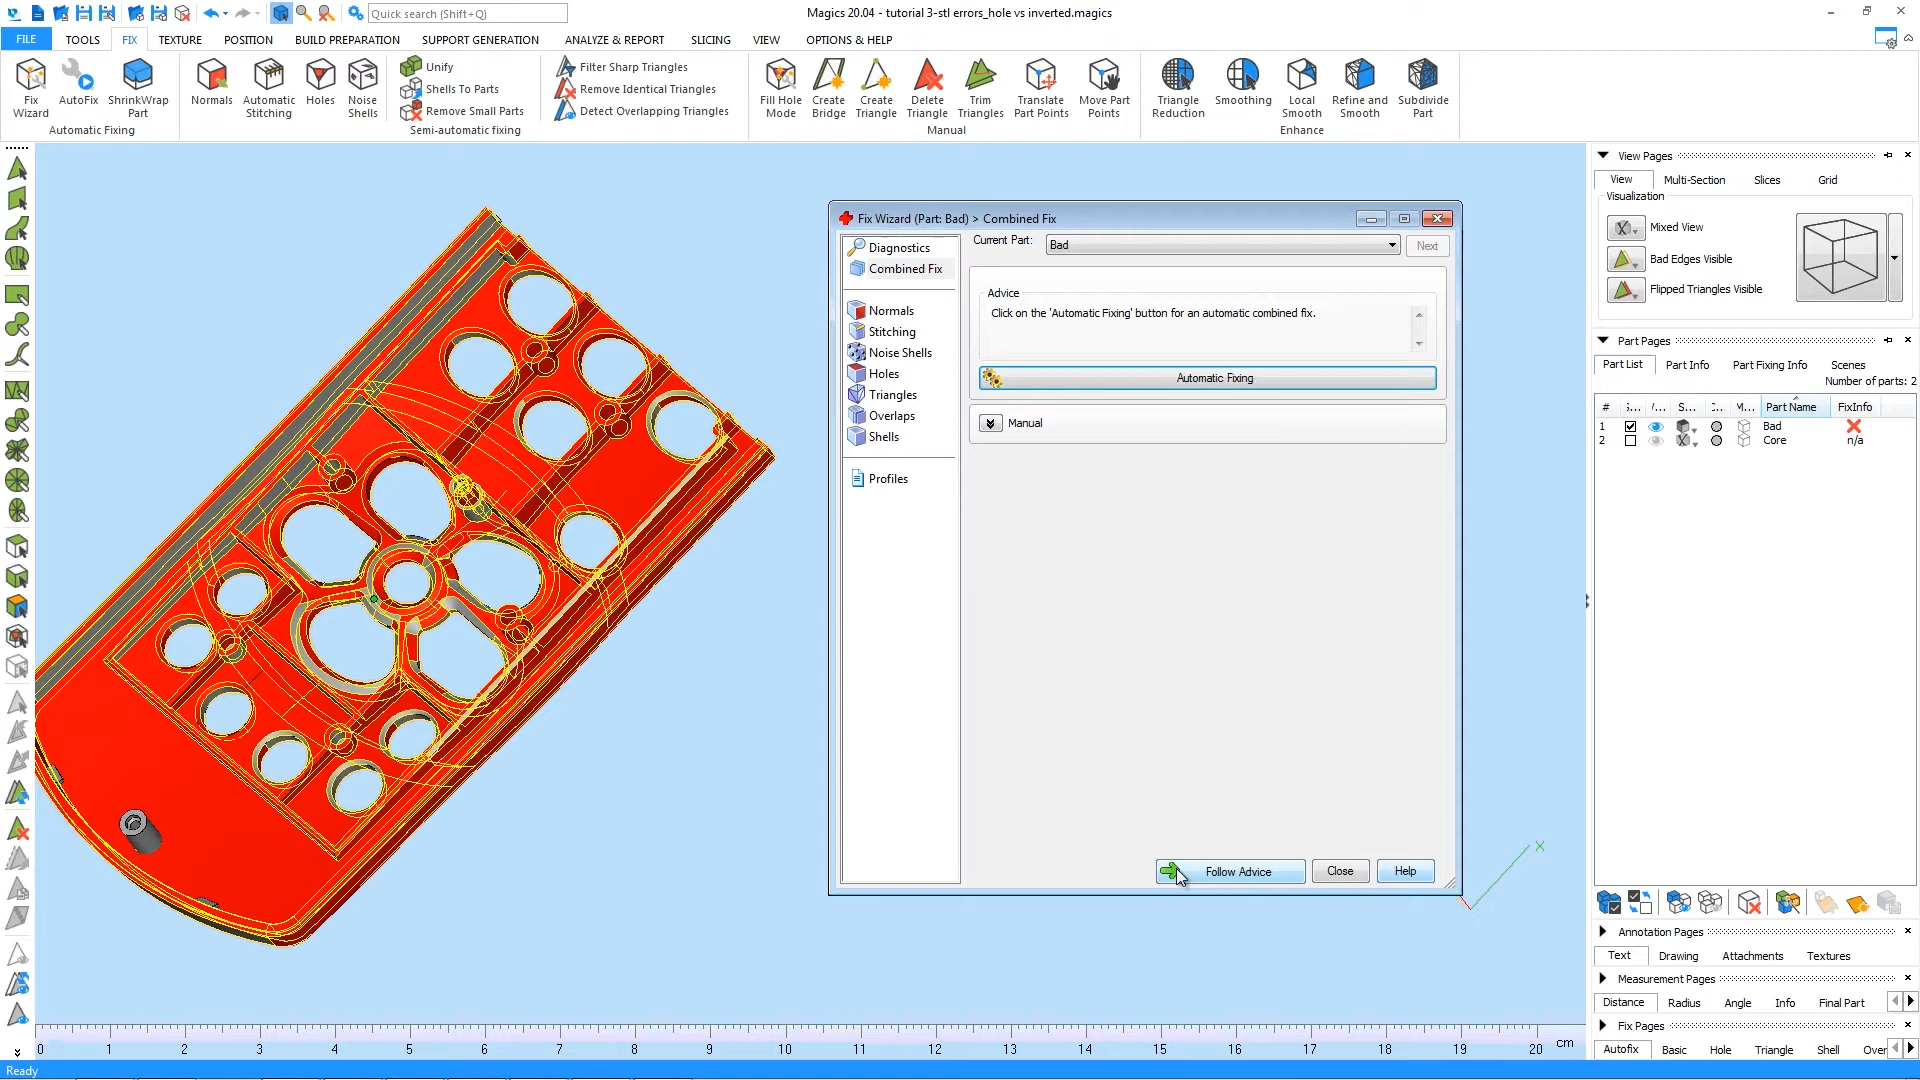 Quick search (Shift+Q)
Magics 20.04 - tutorial 3-stl errors_hole vs inverted.magics
FILE TOOLS FIX TEXTURE POSITION BUILD PREPARATION SUPPORT GENERATION ANALYZE & REPORT SLICING VIEW OPTIONS & HELP
Fix Wizard
AutoFix
ShrinkWrap Part
Automatic Fixing
Normals
Automatic Stitching
Holes
Noise Shells
Unify
Shells To Parts
Remove Small Parts
Semi-automatic fixing
Filter Sharp Triangles
Remove Identical Triangles
Detect Overlapping Triangles
Fill Hole Mode
Create Bridge
Create Triangle
Delete Triangle
Trim Triangles
Translate Part Points
Move Part Points
Manual
Triangle Reduction
Smoothing
Local Smooth
Refine and Smooth
Subdivide Part
Enhance
Fix Wizard (Part: Bad) > Combined Fix
Diagnostics
Combined Fix
Normals
Stitching
Noise Shells
Holes
Triangles
Overlaps
Shells
Profiles
Current Part: Bad Next
Advice
Click on the 'Automatic Fixing' button for an automatic combined fix.
Automatic Fixing
Manual
Follow Advice Close Help
View Pages
View Multi-Section Slices Grid
Visualization
Mixed View
Bad Edges Visible
Flipped Triangles Visible
Part Pages
Part List Part Info Part Fixing Info Scenes
Number of parts: 2
# S... /... S... C... M... Part Name FixInfo
1 Bad
2 Core n/a
Annotation Pages
Text Drawing Attachments Textures
Measurement Pages
Distance Radius Angle Info Final Part
Fix Pages
Autofix Basic Hole Triangle Shell Over
X
0 1 2 3 4 5 6 7 8 9 10 11 12 13 14 15 16 17 18 19 20 cm
Ready